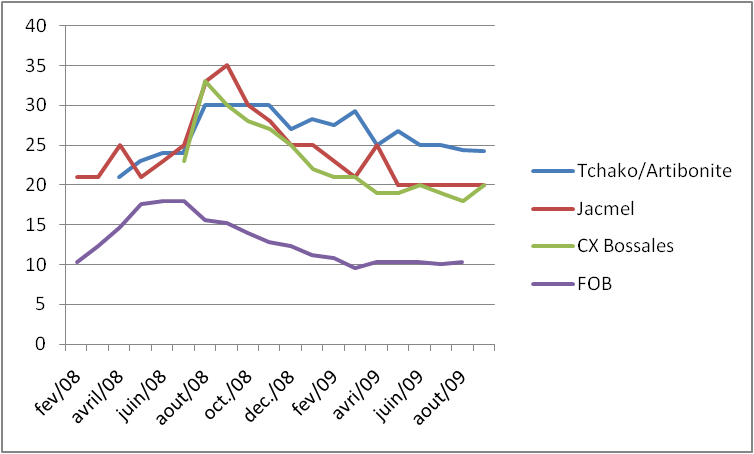 40
35
30
25
20
15
10
5
0
fev/08
avril/08
juin/08
aout/08
oct./08
dec./08
fev/09
avril/09
juin/09
aout/09
Tchako/Artibonite
Jacmel
CX Bossales
FOB